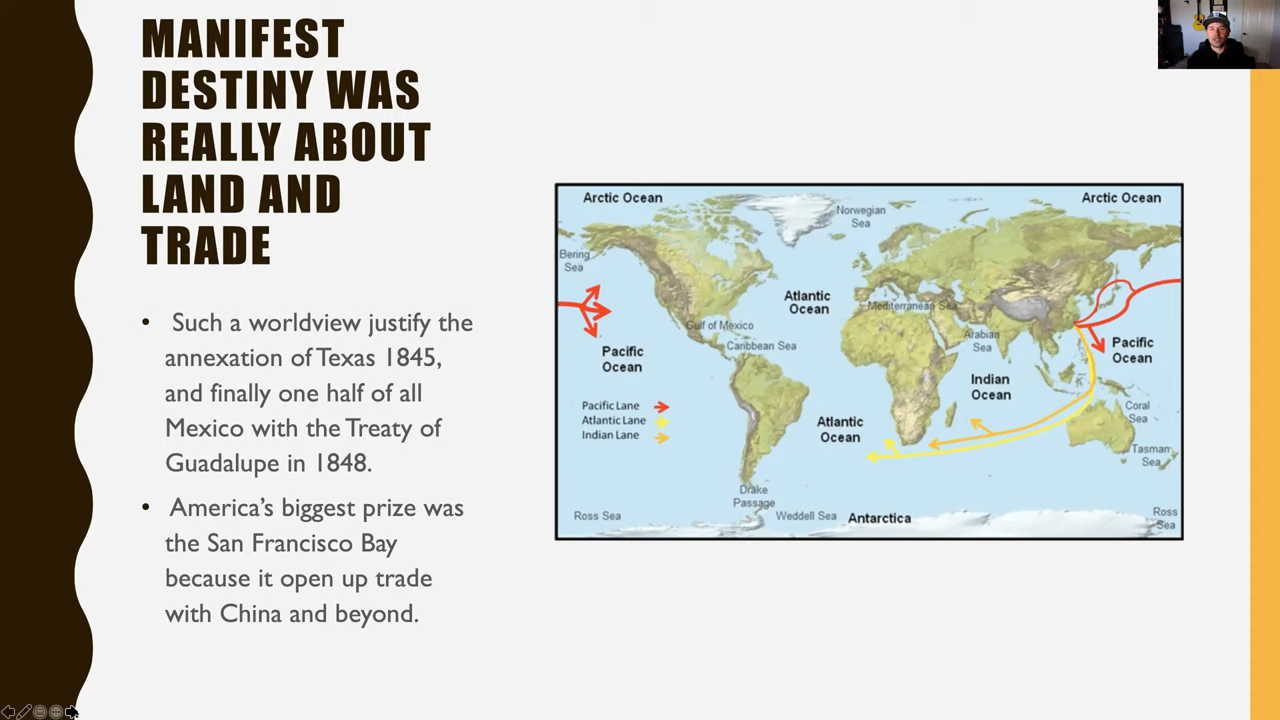 MANIFEST
DESTINY WAS
REALLY ABOUT
LAND AND
TRADE
• Such a worldview justify the
annexation of Texas 1845,
and finally one half of all
Mexico with the Treaty of
Guadalupe in 1848.
• America's biggest prize was
the San Francisco Bay
because it open up trade
with China and beyond.
Arctic Ocean
Arctic Ocean
Norwegian
Sea
Bering
Sea
Atlantic
Ocean
Mediterranean Sea
Gulf of Mexico
Arabian
Sea
Caribbean Sea
Pacific
Ocean
Pacific
Ocean
Indian
Ocean
Pacific Lane
Atlantic Lane
Indian Lane
Atlantic
Ocean
Coral
Sea
Tasman
Sea
Drake
Passage
Ross Sea
Weddell Sea
Antarctica
Ross
Sea